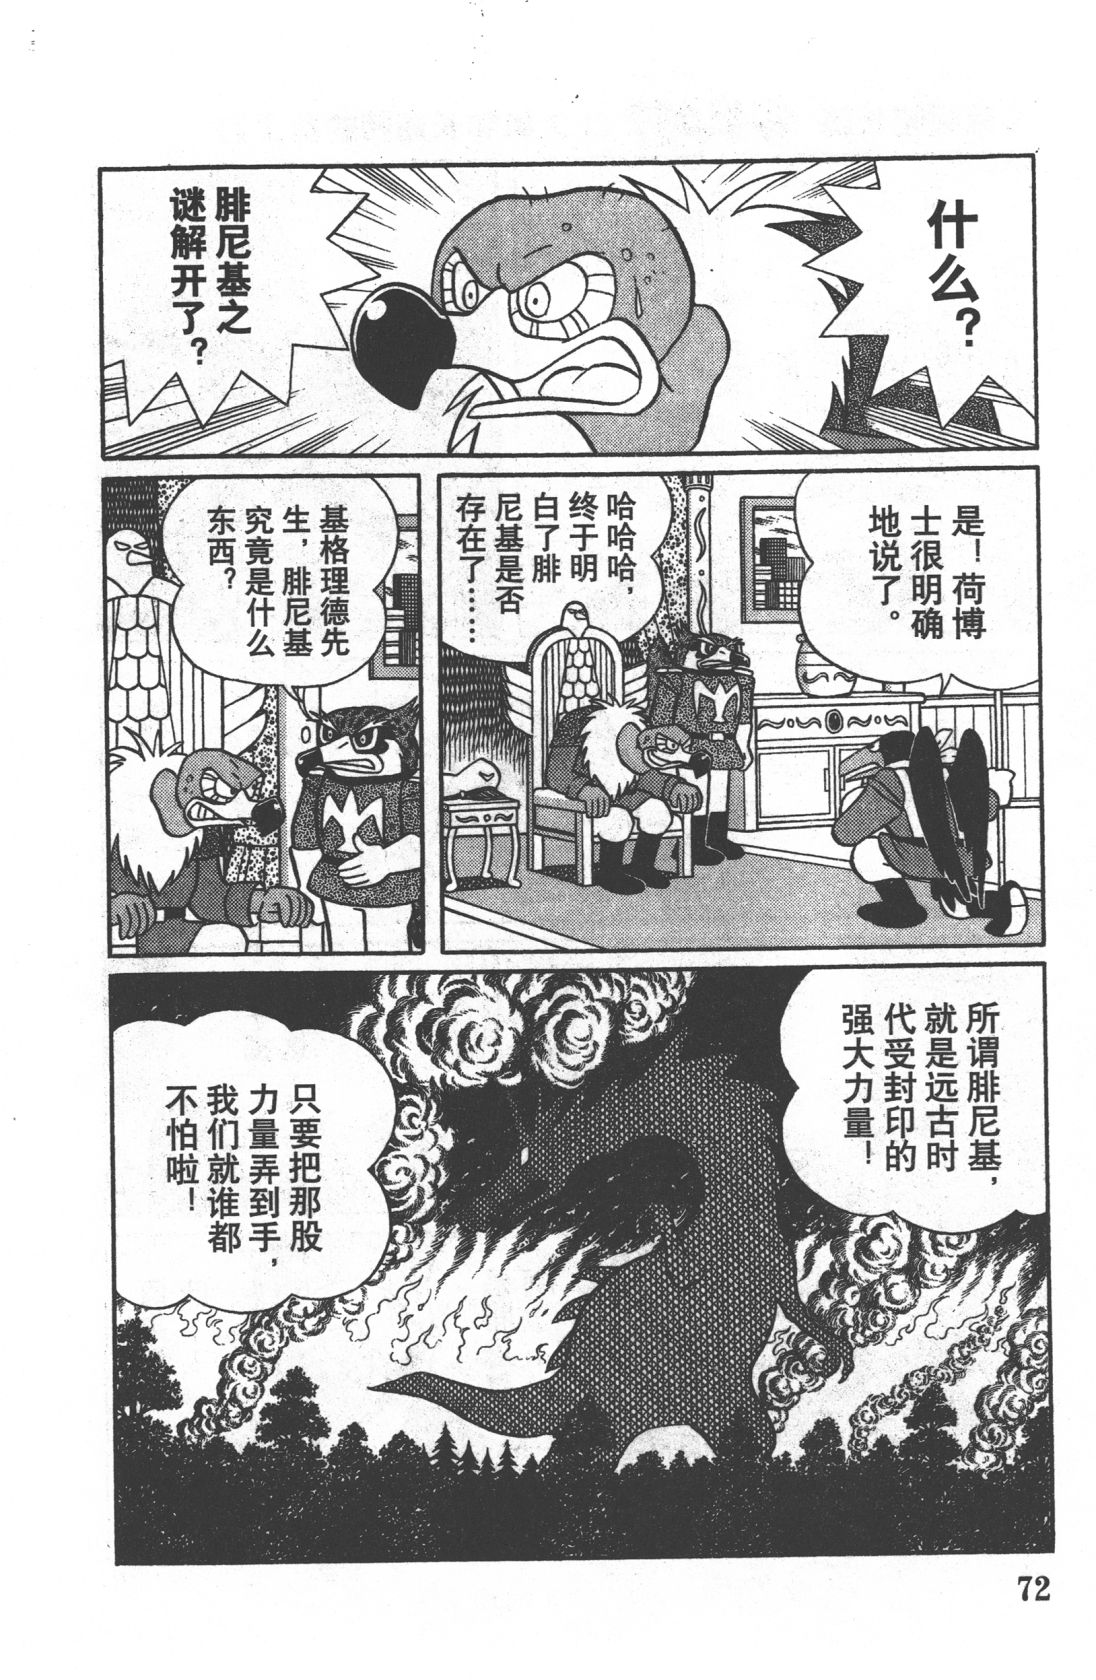 什么？
腓尼基之
谜解开了？
是！荷博
士很明确
地说了。
哈哈哈，
终于明
白了腓
尼基是否
存在了……
基格理德先
生，腓尼基
究竟是什么
东西？
所谓腓尼基，
就是远古时
代受封印的
强大力量！
只要把那股
力量弄到手，
我们就谁都
不怕啦！
72